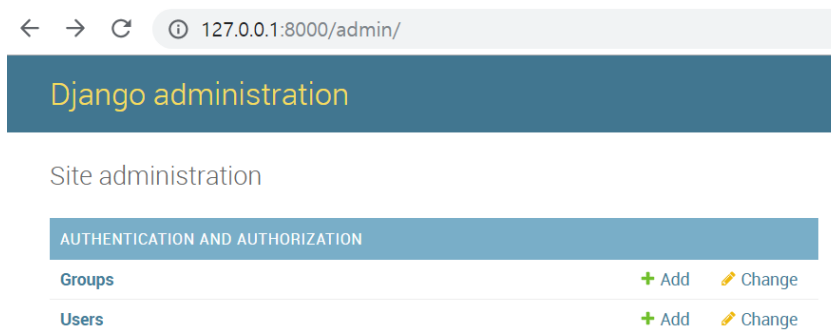 127.0.0.1:8000/admin/
Django administration
Site administration
AUTHENTICATION AND AUTHORIZATION
Groups Add Change
Users Add Change